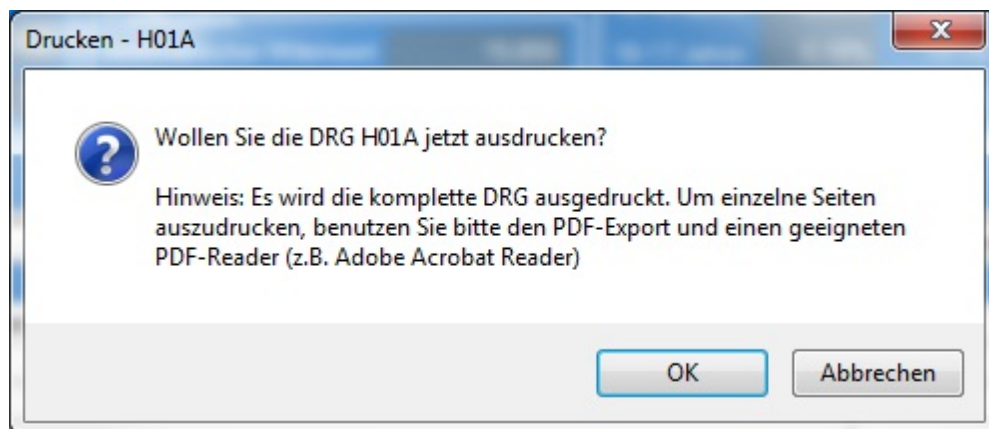 Drucken - H01A
Wollen Sie die DRG H01A jetzt ausdrucken?
Hinweis: Es wird die komplette DRG ausgedruckt. Um einzelne Seiten
auszudrucken, benutzen Sie bitte den PDF-Export und einen geeigneten
PDF-Reader (z.B. Adobe Acrobat Reader)
OK
Abbrechen